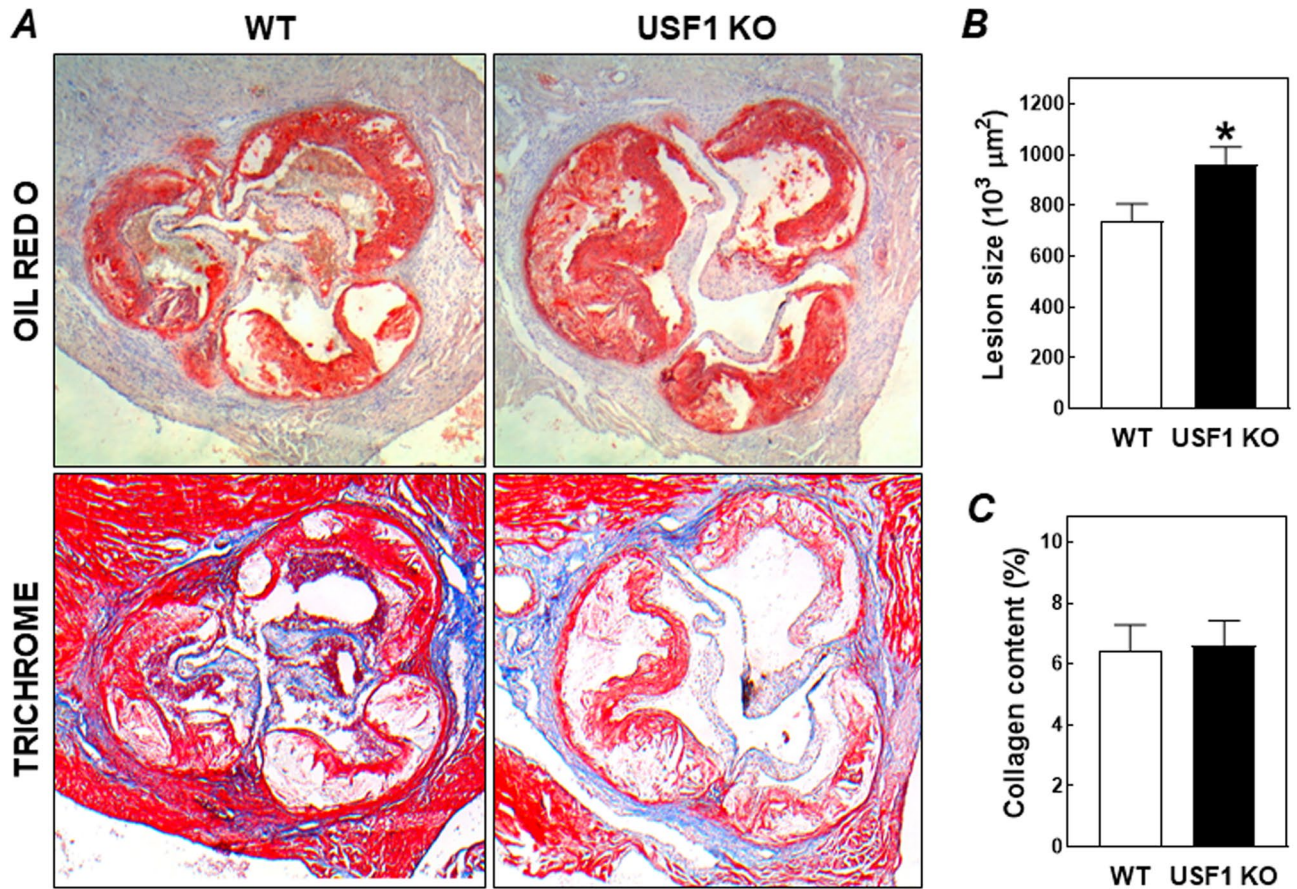 A
WT
USF1 KO
OIL RED O
TRICHROME
B
Lesion size (10³ μm²)
1200
1000
800
600
400
200
0
*
WT USF1 KO
C
Collagen content (%)
10
8
6
4
2
0
WT USF1 KO